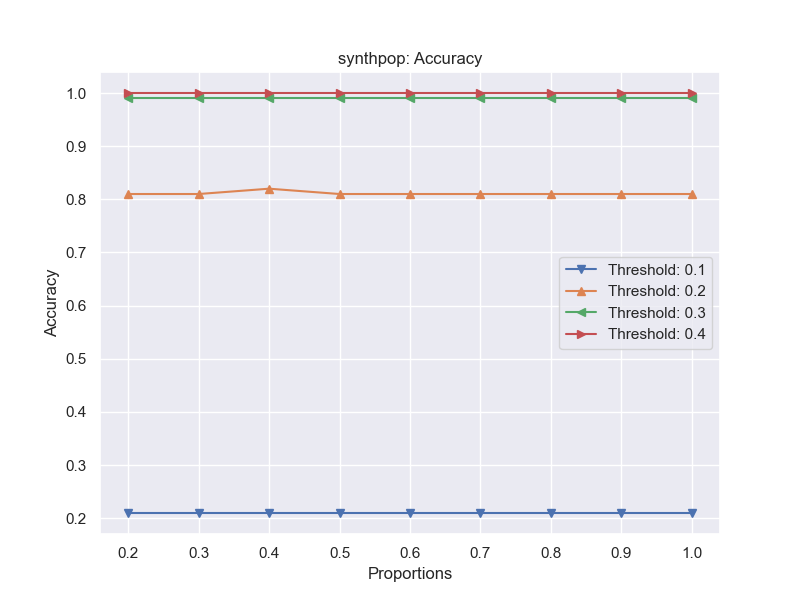 synthpop: Accuracy
Accuracy
1.0
0.9
0.8
0.7
0.6
0.5
0.4
0.3
0.2
Threshold: 0.1
Threshold: 0.2
Threshold: 0.3
Threshold: 0.4
0.2 0.3 0.4 0.5 0.6 0.7 0.8 0.9 1.0
Proportions